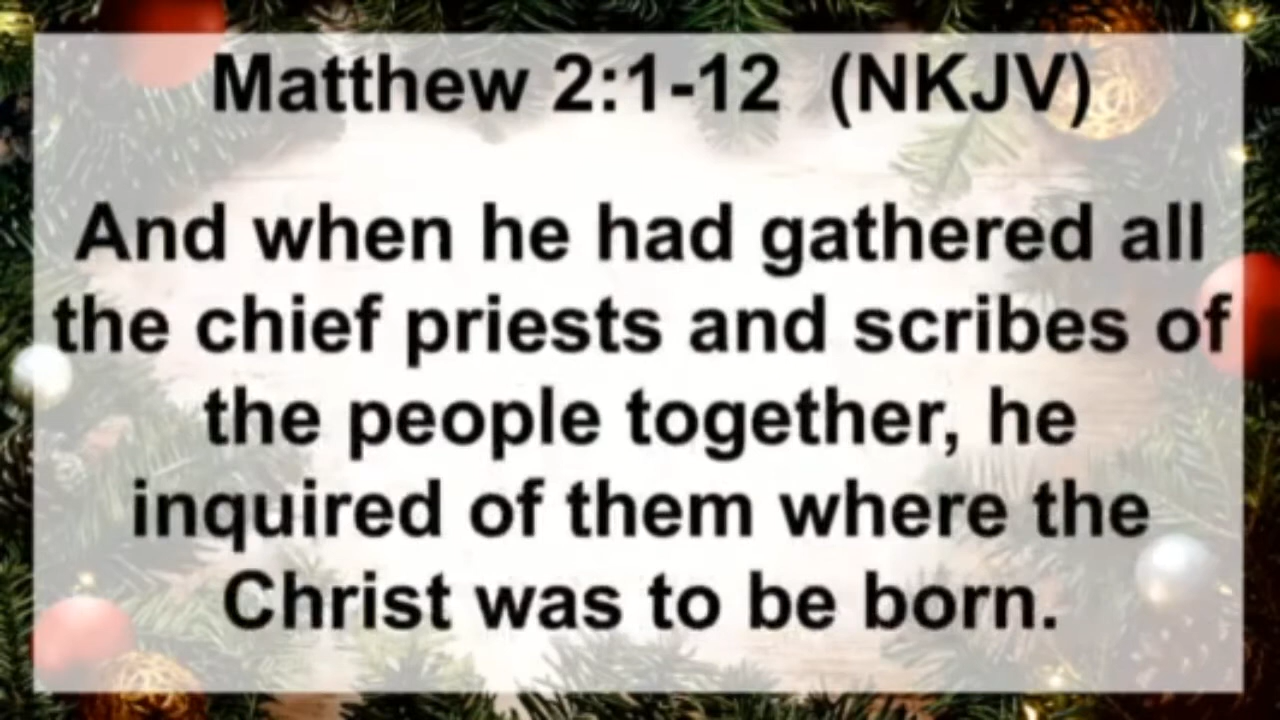 Matthew 2:1-12 (NKJV)
And when he had gathered all
the chief priests and scribes of
the people together, he
inquired of them where the
Christ was to be born.